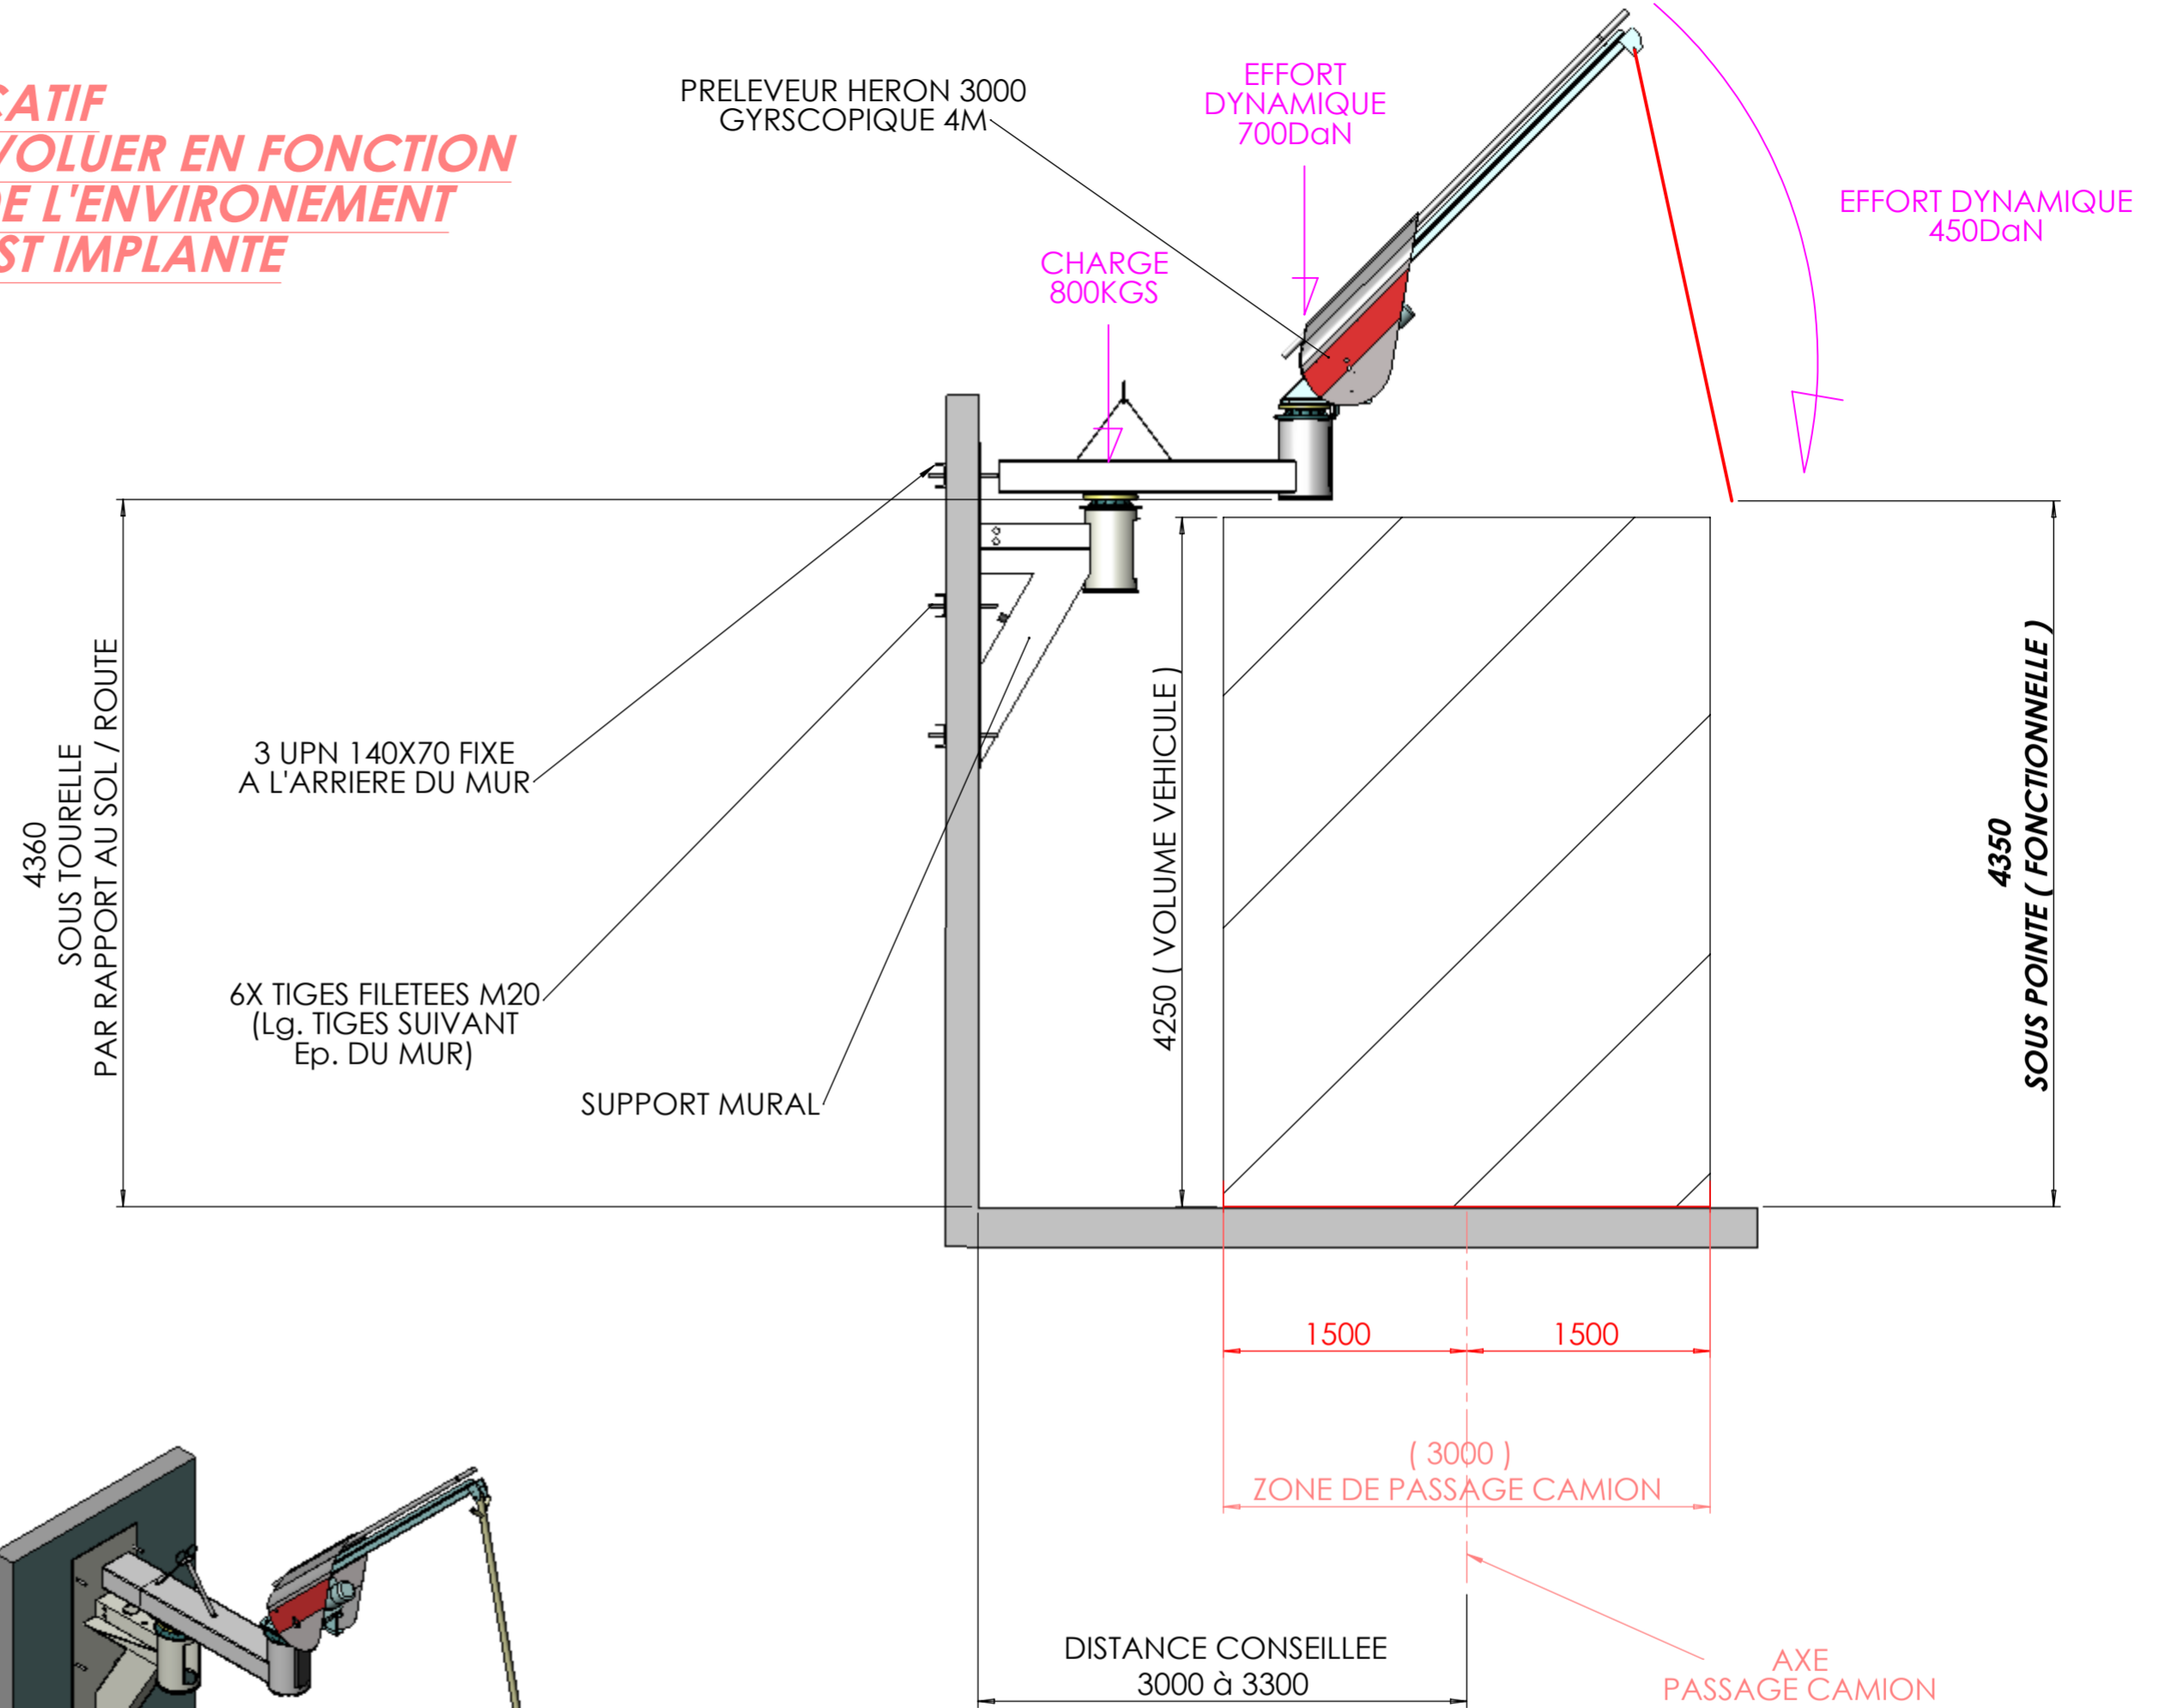 VOLUER EN FONCTION
DE L'ENVIRONEMENT
ST IMPLANTE
PRELEVEUR HERON 3000
GYRSCOPIQUE 4M
EFFORT
DYNAMIQUE
700DaN
EFFORT DYNAMIQUE
450DaN
CHARGE
800KGS
4360
SOUS TOURELLE
PAR RAPPORT AU SOL / ROUTE
3 UPN 140X70 FIXE
A L'ARRIERE DU MUR
6X TIGES FILETEES M20
(Lg. TIGES SUIVANT
Ep. DU MUR)
SUPPORT MURAL
4250 ( VOLUME VEHICULE )
4350
SOUS POINTE ( FONCTIONNELLE )
1500
1500
( 3000 )
ZONE DE PASSAGE CAMION
DISTANCE CONSEILLEE
3000 à 3300
AXE
PASSAGE CAMION